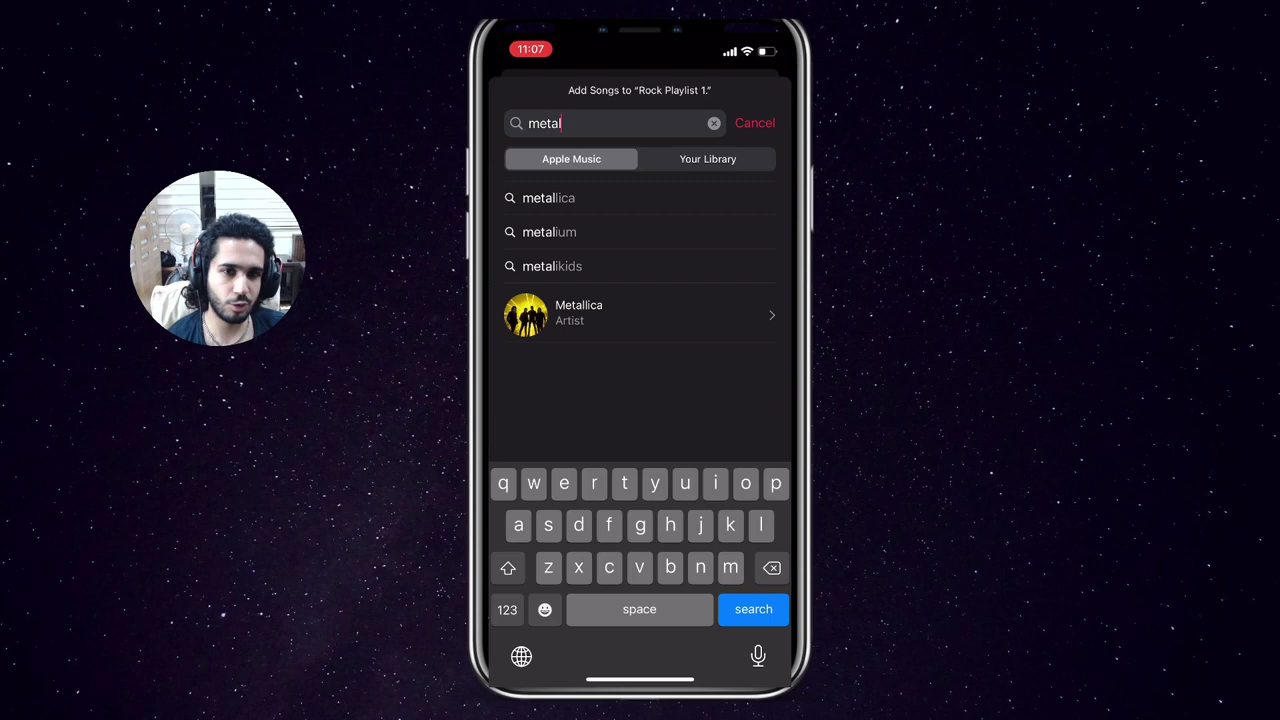 11:07
Add Songs to “Rock Playlist 1.”
metal
Cancel
Apple Music
Your Library
metallica
metalium
metalikids
Metallica
Artist
q w e r t y u i o p
a s d f g h j k l
z x c v b n m
123
space
search